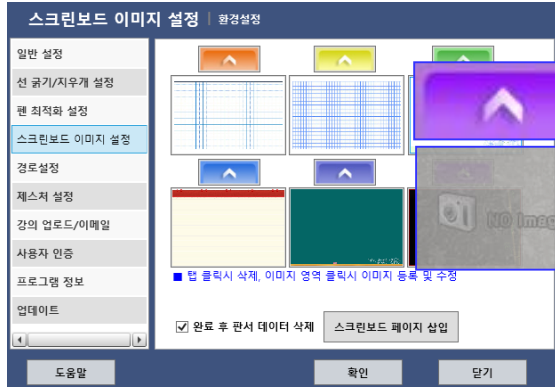 스크린보드 이미지 설정 | 환경설정
일반 설정
선 굵기/지우개 설정
펜 최적화 설정
스크린보드 이미지 설정
경로설정
제스처 설정
강의 업로드/이메일
사용자 인증
프로그램 정보
업데이트
NO Imag
■ 탭 클릭시 삭제, 이미지 영역 클릭시 이미지 등록 및 수정
완료 후 판서 데이터 삭제
스크린보드 페이지 삽입
도움말
확인
닫기